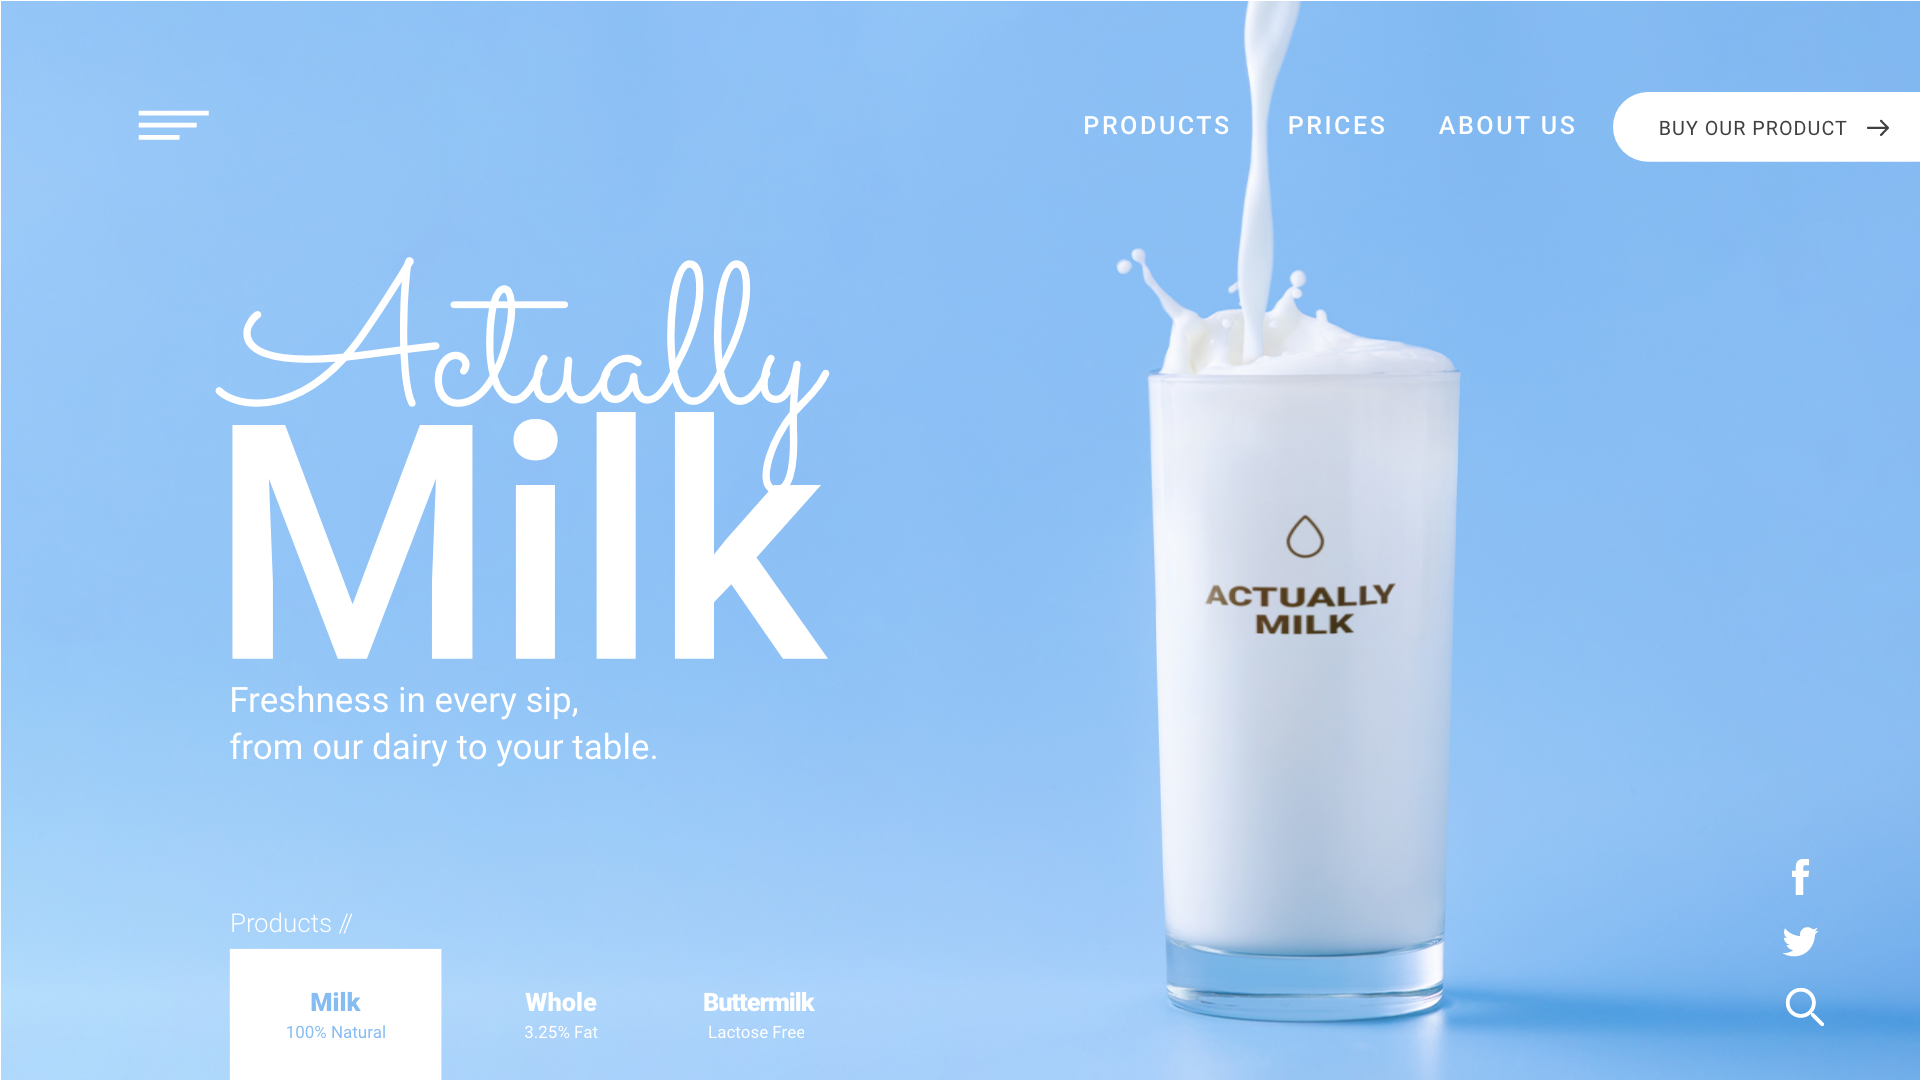 PRODUCTS PRICES ABOUT US BUY OUR PRODUCT
Actually
Milk
Freshness in every sip,
from our dairy to your table.
ACTUALLY
MILK
Products //
Milk
100% Natural
Whole
3.25% Fat
Buttermilk
Lactose Free